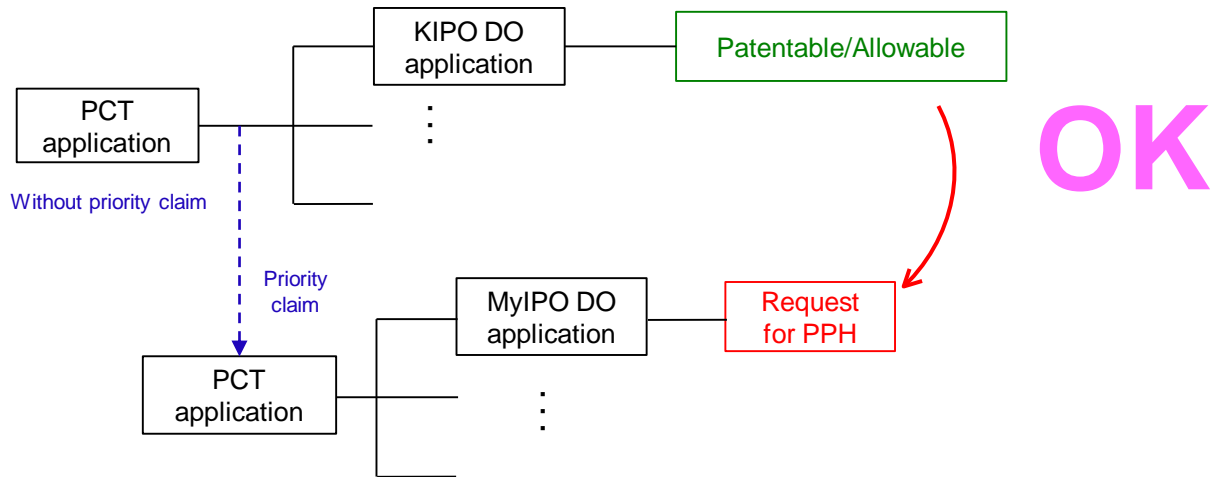 KIPO DO
application
Patentable/Allowable
PCT
application
OK
Without priority claim
Priority
claim
MyIPO DO
application
Request
for PPH
PCT
application